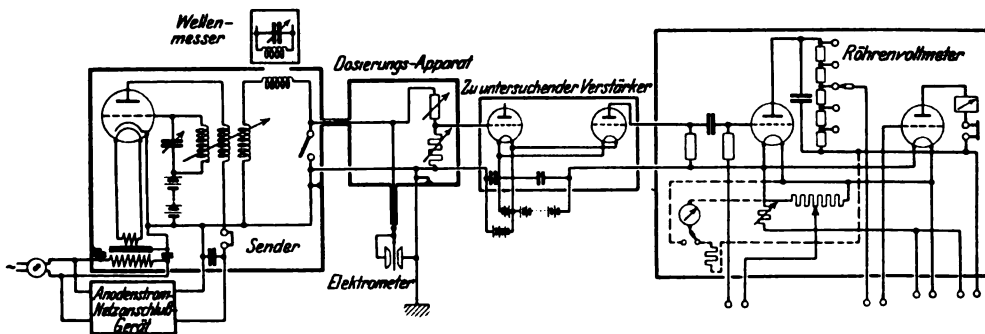 Wellen-
messer
Dosierungs-Apparat
Zu untersuchender Verstärker
Röhrenvoltmeter
Sender
Elektrometer
Anodenstrom-
Netzanschluß-
Gerät